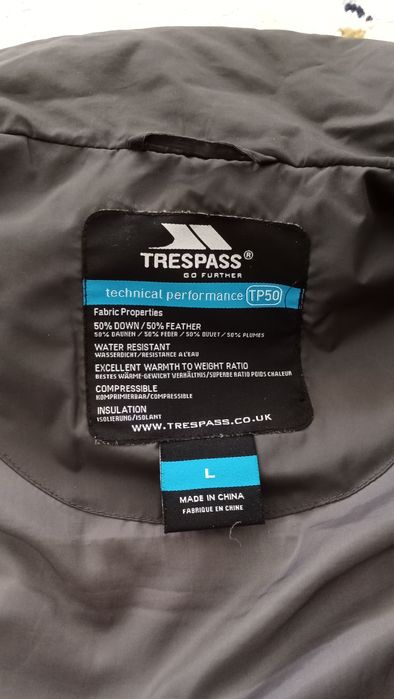 TRESPASS®
GO FURTHER
technical performance TP50
Fabric Properties
50% DOWN / 50% FEATHER
50% DAUNEN / 50% FEDER / 50% DUVET / 50% PLUMES
WATER RESISTANT
WASSERDICHT/RESISTANCE A L'EAU
EXCELLENT WARMTH TO WEIGHT RATIO
BESTES WÄRME-GEWICHT VERHÄLTNIS/SUPERBE RATIO POIDS CHALEUR
COMPRESSIBLE
KOMPRIMIERBAR/COMPRESSIBLE
INSULATION
ISOLIERUNG/ISOLANT
WWW.TRESPASS.CO.UK
L
MADE IN CHINA
FABRIQUE EN CHINE